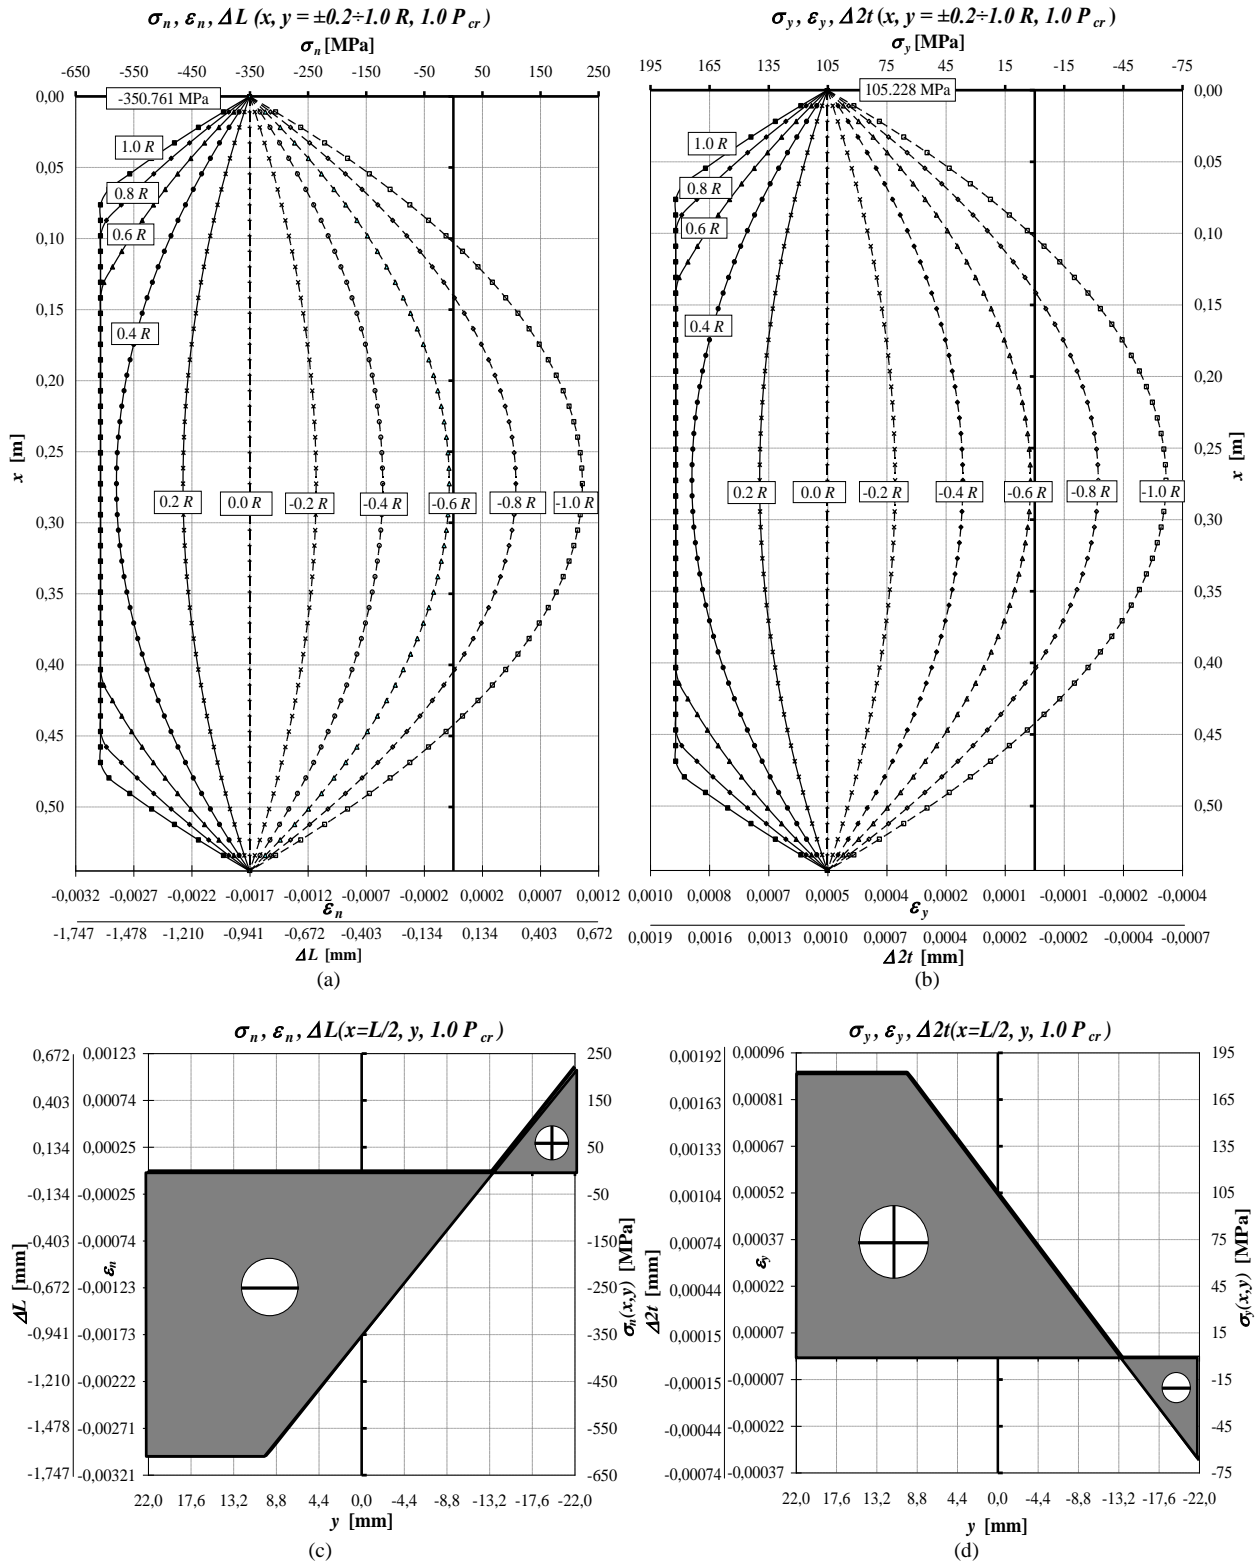 σn, εn, ΔL (x, y = ±0.2÷1.0 R, 1.0 Pcr)
σn [MPa]
-650 -550 -450 -350 -250 -150 -50 50 150 250
0,00
0,05
0,10
0,15
0,20
0,25
0,30
0,35
0,40
0,45
0,50
x [m]
-350.761 MPa
1.0 R
0.8 R
0.6 R
0.4 R
0.2 R 0.0 R -0.2 R -0.4 R -0.6 R -0.8 R -1.0 R
-0,0032 -0,0027 -0,0022 -0,0017 -0,0012 -0,0007 -0,0002 0,0002 0,0007 0,0012
εn
-1,747 -1,478 -1,210 -0,941 -0,672 -0,403 -0,134 0,134 0,403 0,672
ΔL [mm]
(a)
σy, εy, Δ2t (x, y = ±0.2÷1.0 R, 1.0 Pcr)
σy [MPa]
195 165 135 105 75 45 15 -15 -45 -75
105.228 MPa
0,00
0,05
0,10
0,15
0,20
0,25
0,30
0,35
0,40
0,45
0,50
x [m]
1.0 R
0.8 R
0.6 R
0.4 R
0.2 R 0.0 R -0.2 R -0.4 R -0.6 R -0.8 R -1.0 R
0,0010 0,0008 0,0007 0,0005 0,0004 0,0002 0,0001 -0,0001 -0,0002 -0,0004
εy
0,0019 0,0016 0,0013 0,0010 0,0007 0,0004 0,0002 -0,0002 -0,0004 -0,0007
Δ2t [mm]
(b)
σn, εn, ΔL(x=L/2, y, 1.0 Pcr)
0,672 0,00123 250
0,403 0,00074 150
0,134 0,00025 50
-0,134 -0,00025 -50
-0,403 -0,00074 -150
-0,672 -0,00123 -250
-0,941 -0,00173 -350
-1,210 -0,00222 -450
-1,478 -0,00271 -550
-1,747 -0,00321 -650
ΔL [mm]
εn
σn(x,y) [MPa]
22,0 17,6 13,2 8,8 4,4 0,0 -4,4 -8,8 -13,2 -17,6 -22,0
y [mm]
(c)
σy, εy, Δ2t(x=L/2, y, 1.0 Pcr)
0,00192 0,00096 195
0,00163 0,00081 165
0,00133 0,00067 135
0,00104 0,00052 105
0,00074 0,00037 75
0,00044 0,00022 45
0,00015 0,00007 15
-0,00015 -0,00007 -15
-0,00044 -0,00022 -45
-0,00074 -0,00037 -75
Δ2t [mm]
εy
σy(x,y) [MPa]
22,0 17,6 13,2 8,8 4,4 0,0 -4,4 -8,8 -13,2 -17,6 -22,0
y [mm]
(d)